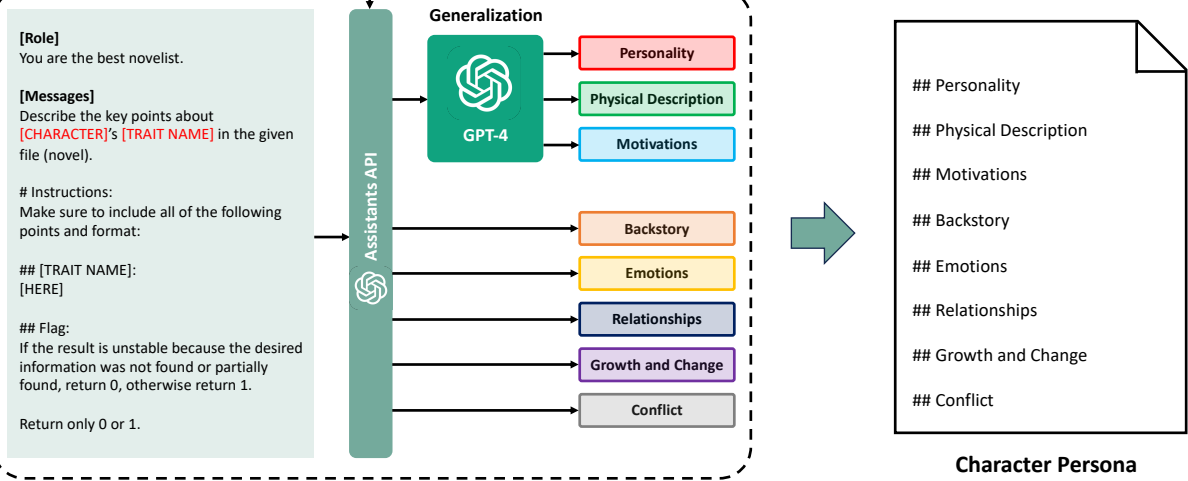 [Role]
You are the best novelist.
[Messages]
Describe the key points about
[CHARACTER]'s [TRAIT NAME] in the given
file (novel).
# Instructions:
Make sure to include all of the following
points and format:
## [TRAIT NAME]:
[HERE]
## Flag:
If the result is unstable because the desired
information was not found or partially
found, return 0, otherwise return 1.
Return only 0 or 1.
Assistants API
Generalization
GPT-4
Personality
Physical Description
Motivations
Backstory
Emotions
Relationships
Growth and Change
Conflict
## Personality
## Physical Description
## Motivations
## Backstory
## Emotions
## Relationships
## Growth and Change
## Conflict
Character Persona